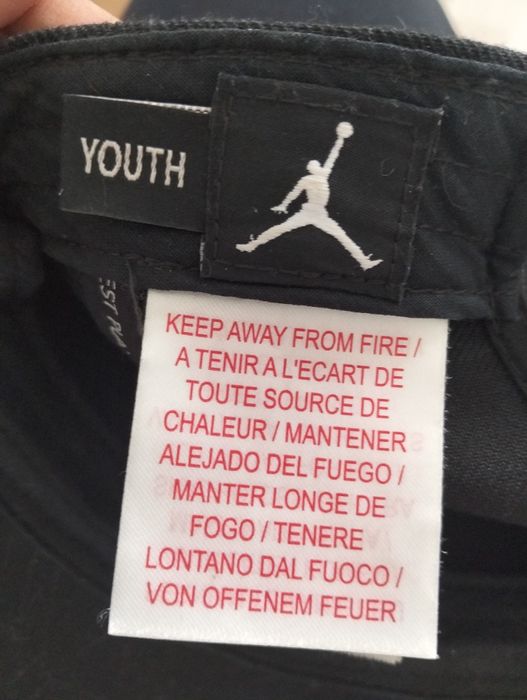 YOUTH
KEEP AWAY FROM FIRE /
A TENIR A L'ECART DE
TOUTE SOURCE DE
CHALEUR / MANTENER
ALEJADO DEL FUEGO /
MANTER LONGE DE
FOGO / TENERE
LONTANO DAL FUOCO /
VON OFFENEM FEUER